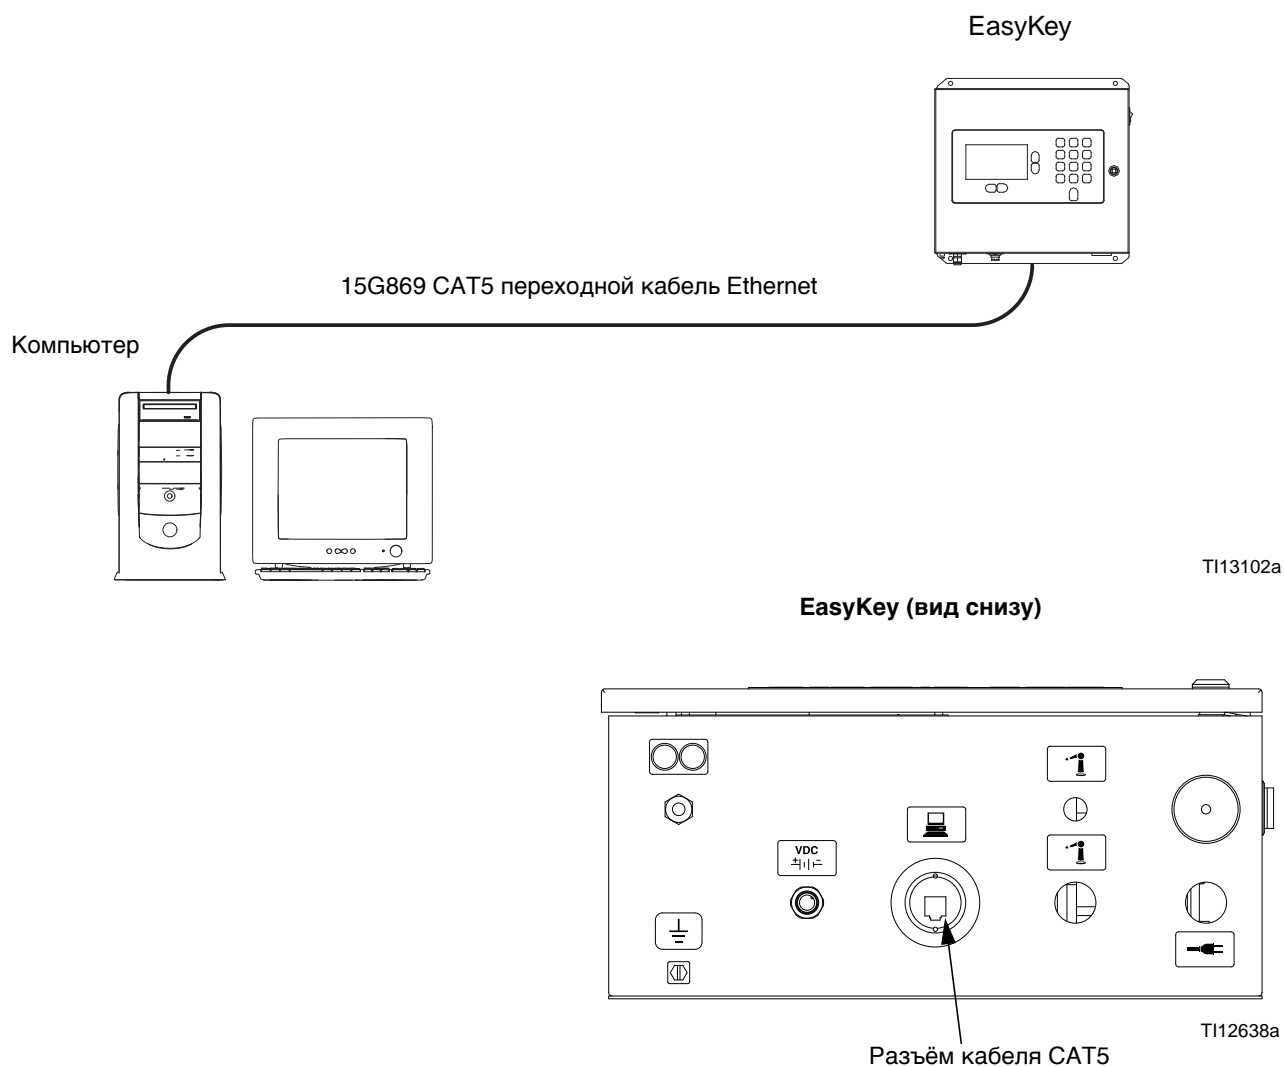 EasyKey
15G869 CAT5 переходной кабель Ethernet
Компьютер
TI13102a
EasyKey (вид снизу)
VDC
TI12638a
Разъём кабеля CAT5